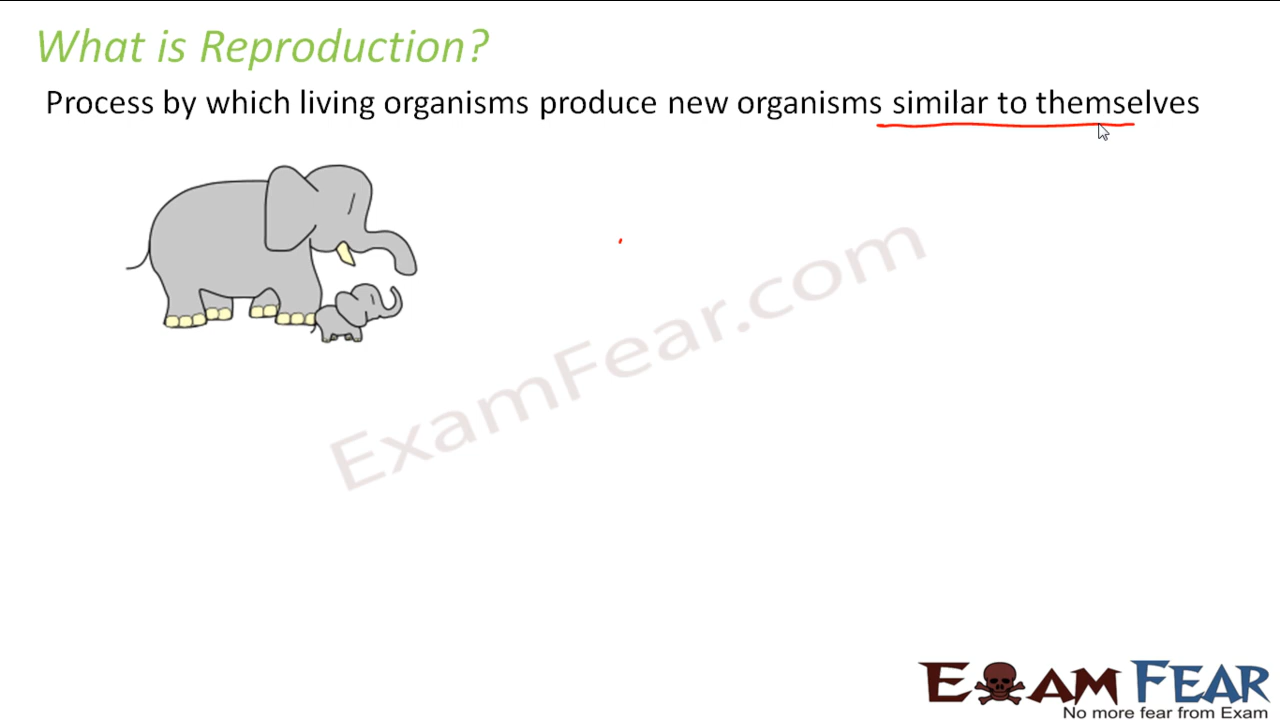 What is Reproduction?
Process by which living organisms produce new organisms similar to themselves
ExamFear.com
EXAM FEAR
No more fear from Exam